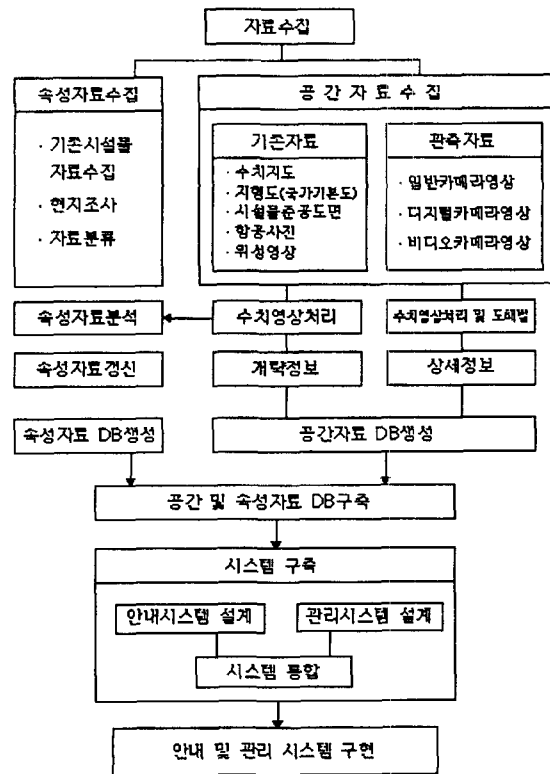 자료수집
속성자료수집
· 기존시설물
자료수집
· 현지조사
· 자료분류
공 간 자 료 수 집
기존자료
· 수치지도
· 지형도(국가기본도)
· 시설물준공도면
· 항공사진
· 위성영상
관측자료
· 일반카메라영상
· 디지털카메라영상
· 비디오카메라영상
속성자료분석
수치영상처리
수치영상처리 및 도해법
속성자료갱신
개략정보
상세정보
속성자료 DB생성
공간자료 DB생성
공간 및 속성자료 DB구축
시스템 구축
안내시스템 설계
관리시스템 설계
시스템 통합
안내 및 관리 시스템 구현